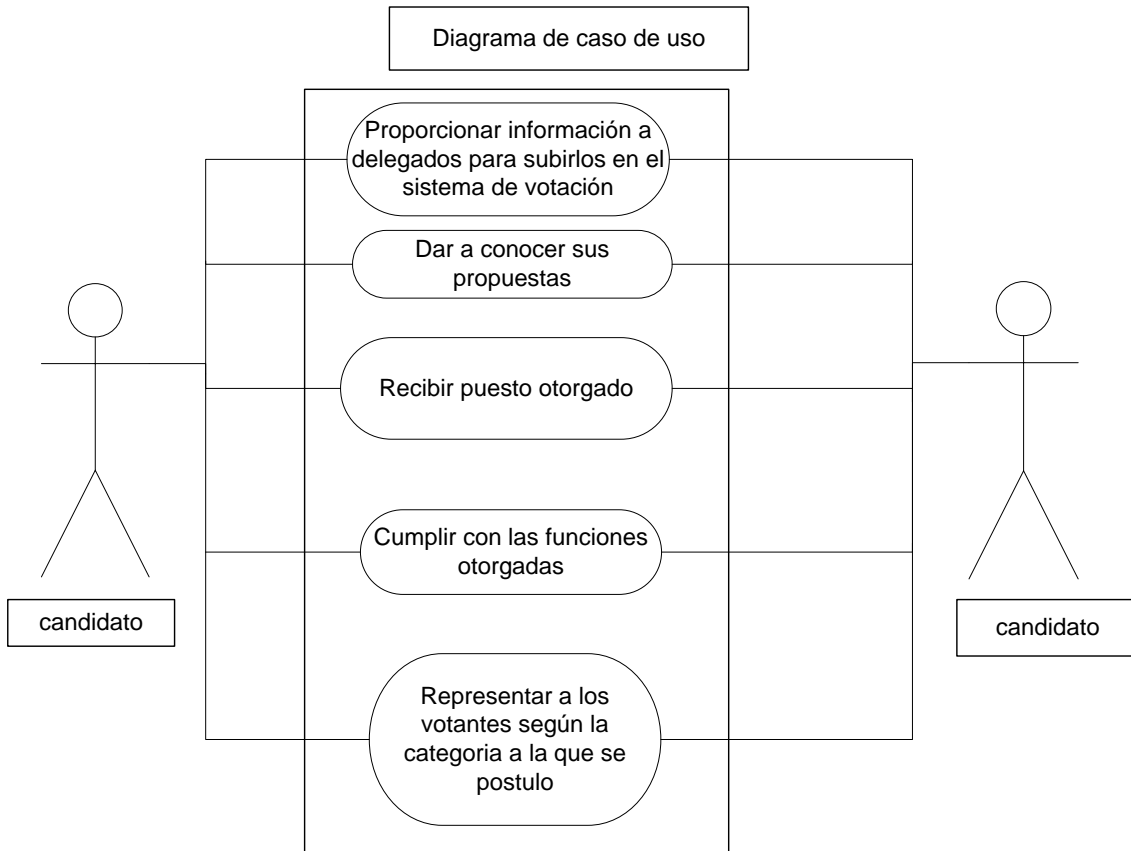 Diagrama de caso de uso
Proporcionar información a
delegados para subirlos en el
sistema de votación
Dar a conocer sus
propuestas
Recibir puesto otorgado
Cumplir con las funciones
otorgadas
candidato
candidato
Representar a los
votantes según la
categoria a la que se
postulo